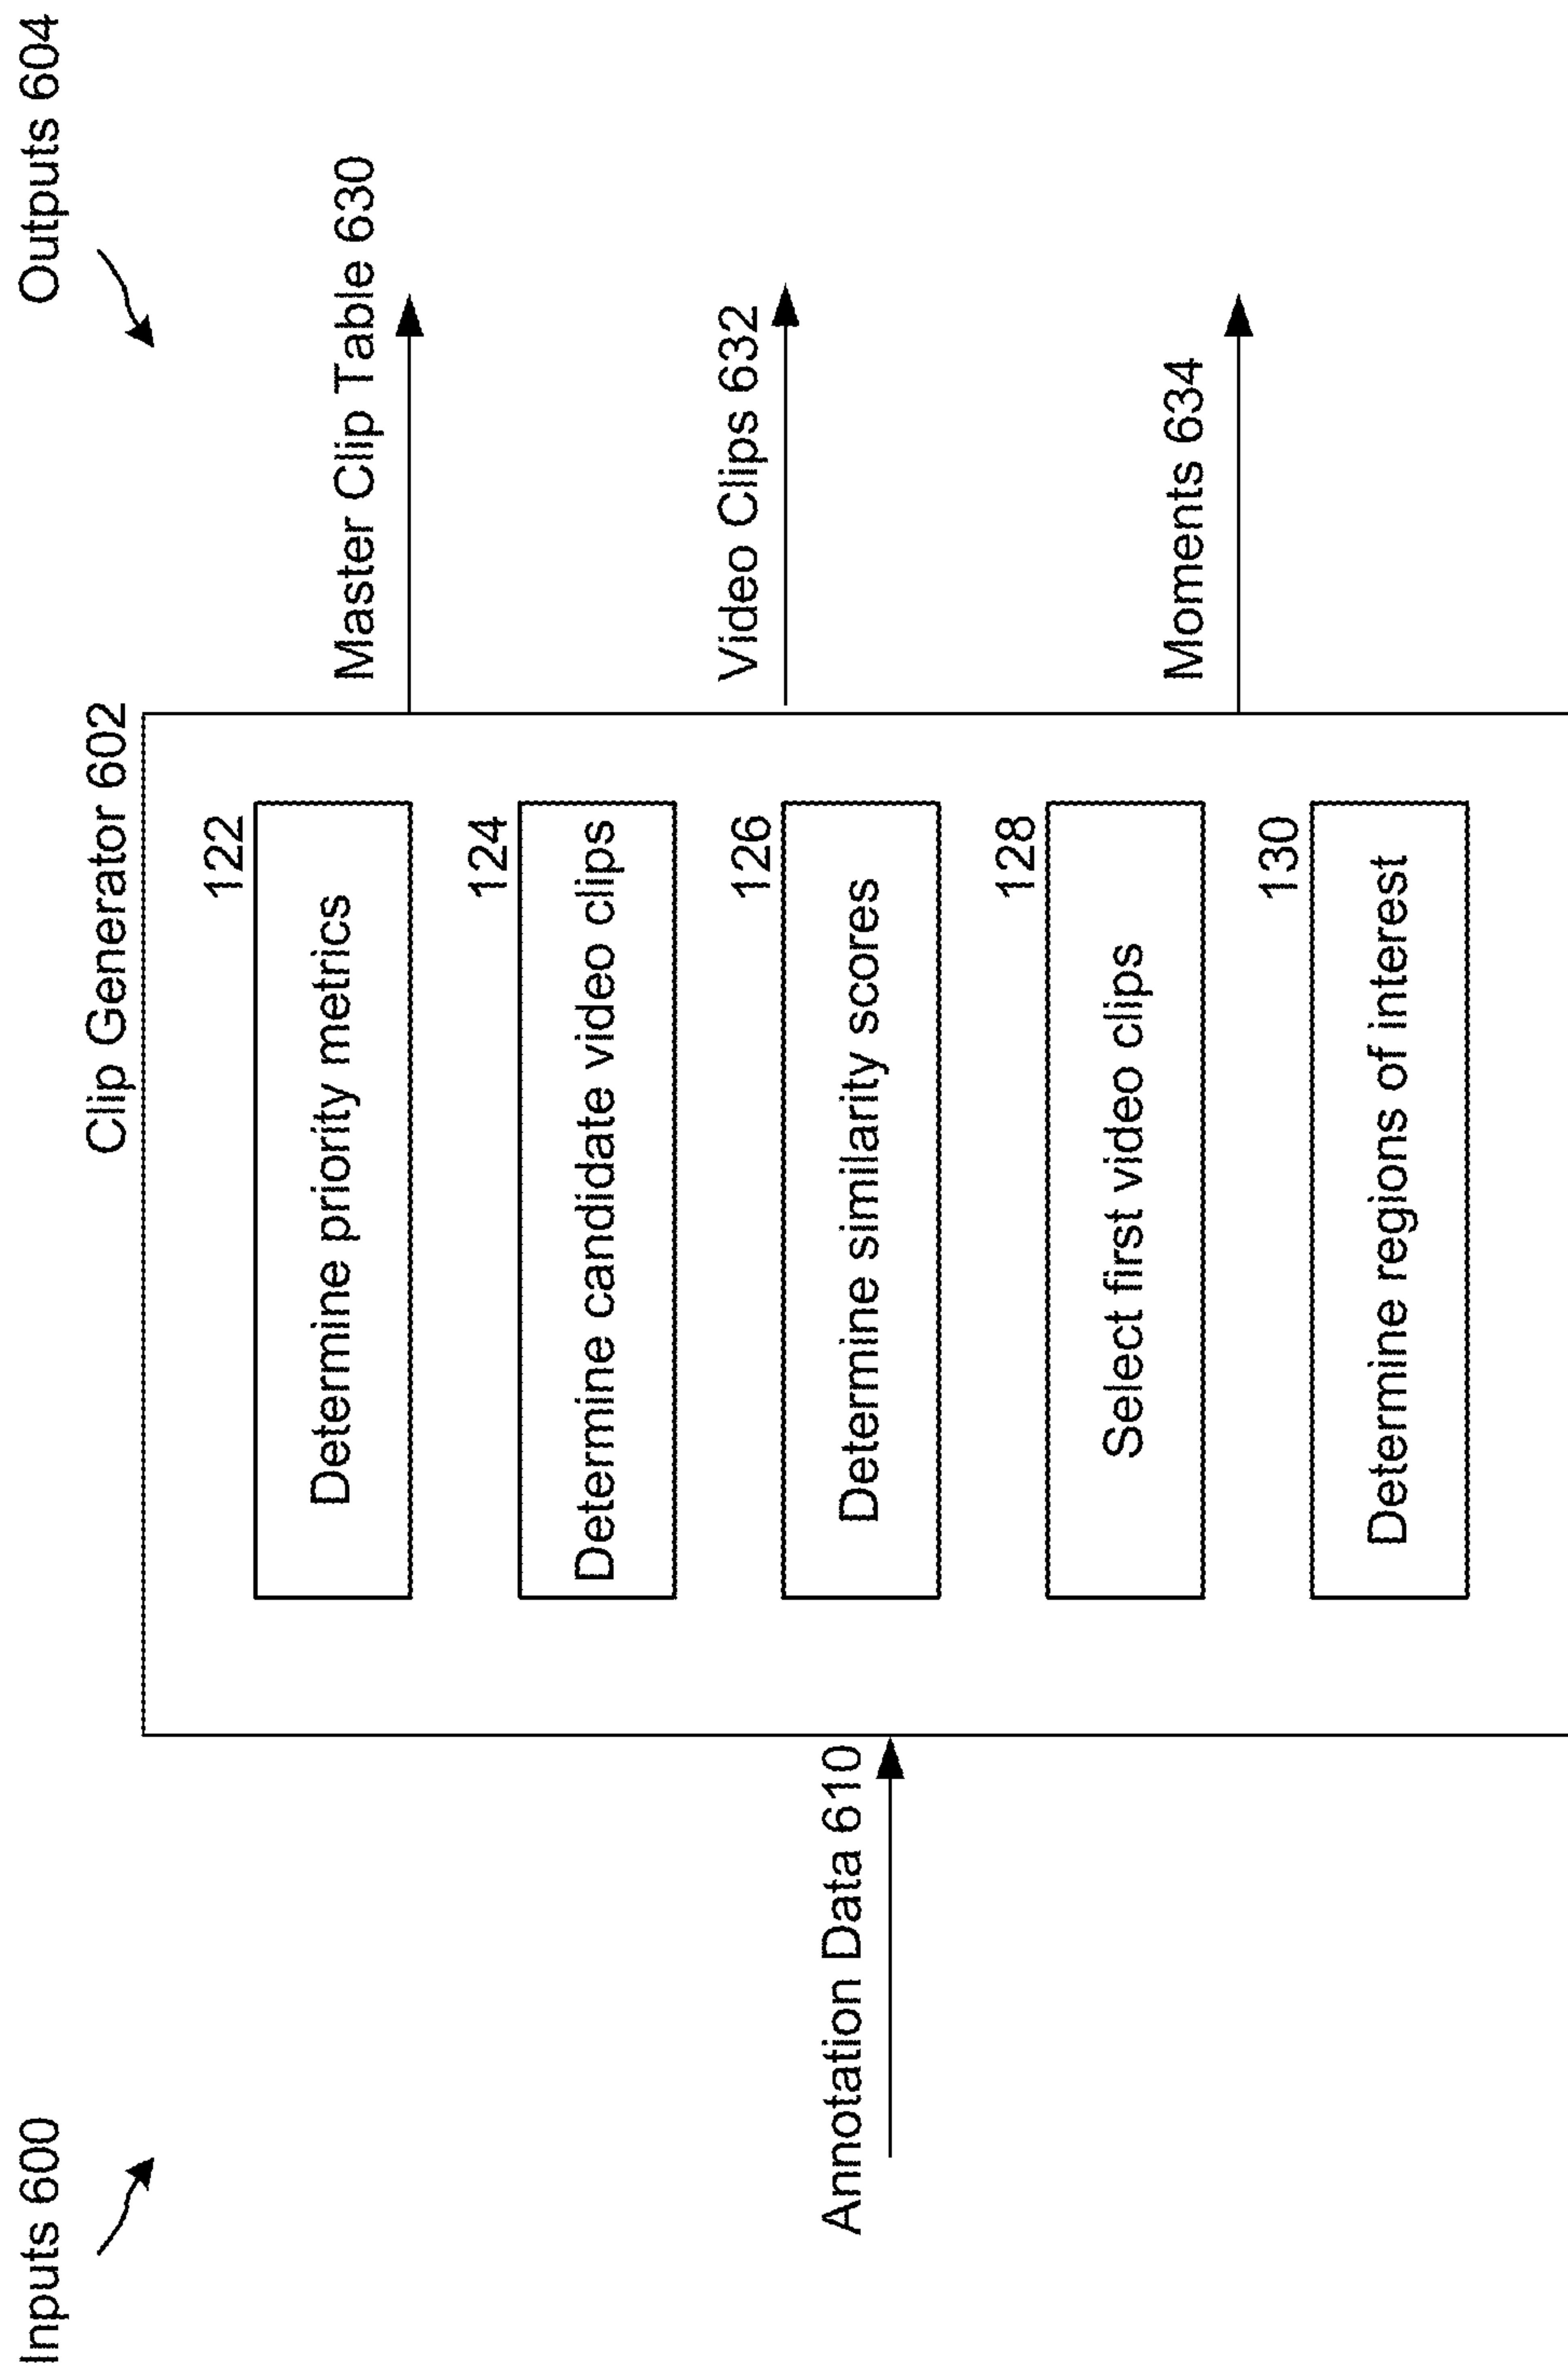 Inputs 600
Clip Generator 602
Outputs 604
122
Determine priority metrics
124
Determine candidate video clips
126
Determine similarity scores
128
Select first video clips
130
Determine regions of interest
Annotation Data 610
Master Clip Table 630
Video Clips 632
Moments 634